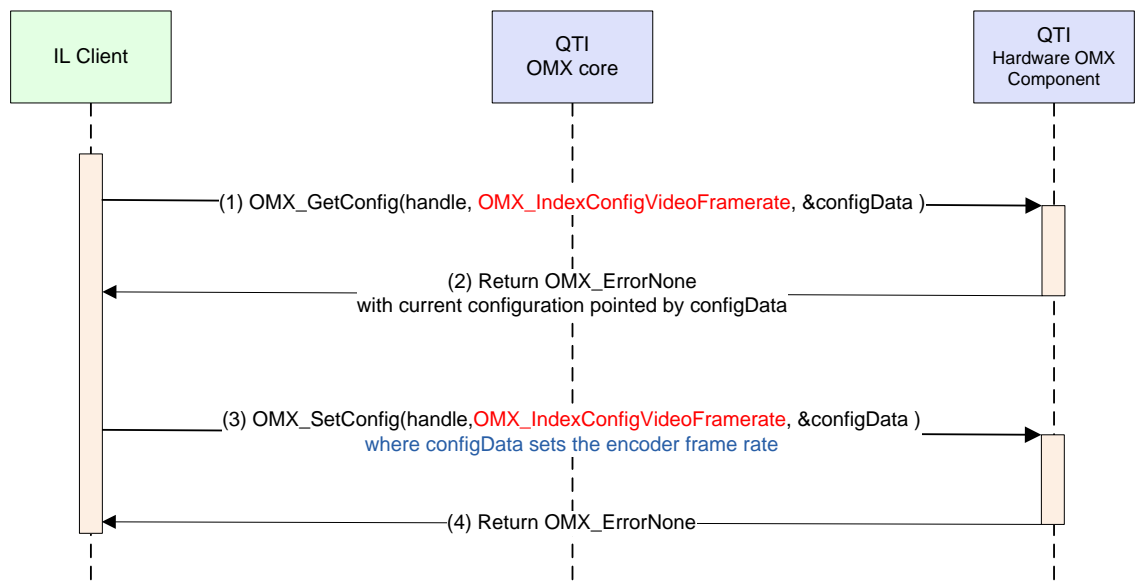 IL Client
QTI
OMX core
QTI
Hardware OMX
Component
(1) OMX_GetConfig(handle, OMX_IndexConfigVideoFramerate, &configData )
(2) Return OMX_ErrorNone
with current configuration pointed by configData
(3) OMX_SetConfig(handle,OMX_IndexConfigVideoFramerate, &configData )
where configData sets the encoder frame rate
(4) Return OMX_ErrorNone